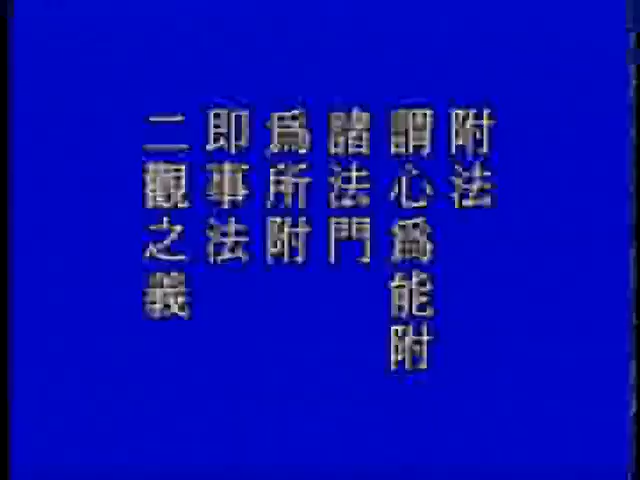 附法
謂心爲能附
諸法門
爲所附
即事法
二觀之義